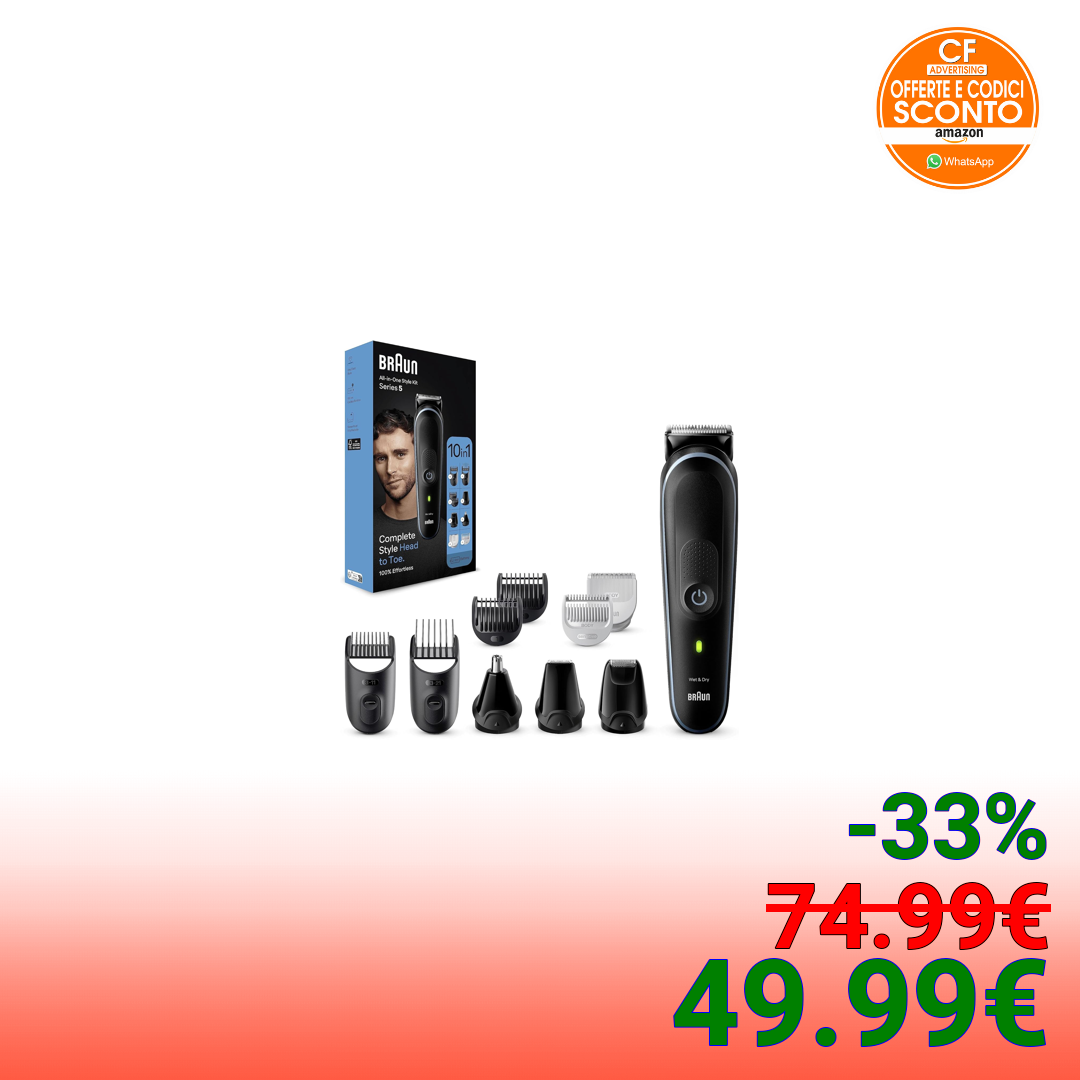 CF
ADVERTISING
OFFERTE E CODICI
SCONTO
amazon
WhatsApp
BRAUN
All-in-One Style Kit
Series 5
10in1
Complete
Style Head
to Toe.
100% Effortless
Wet & Dry
BRAUN
-33%
74.99€
49.99€